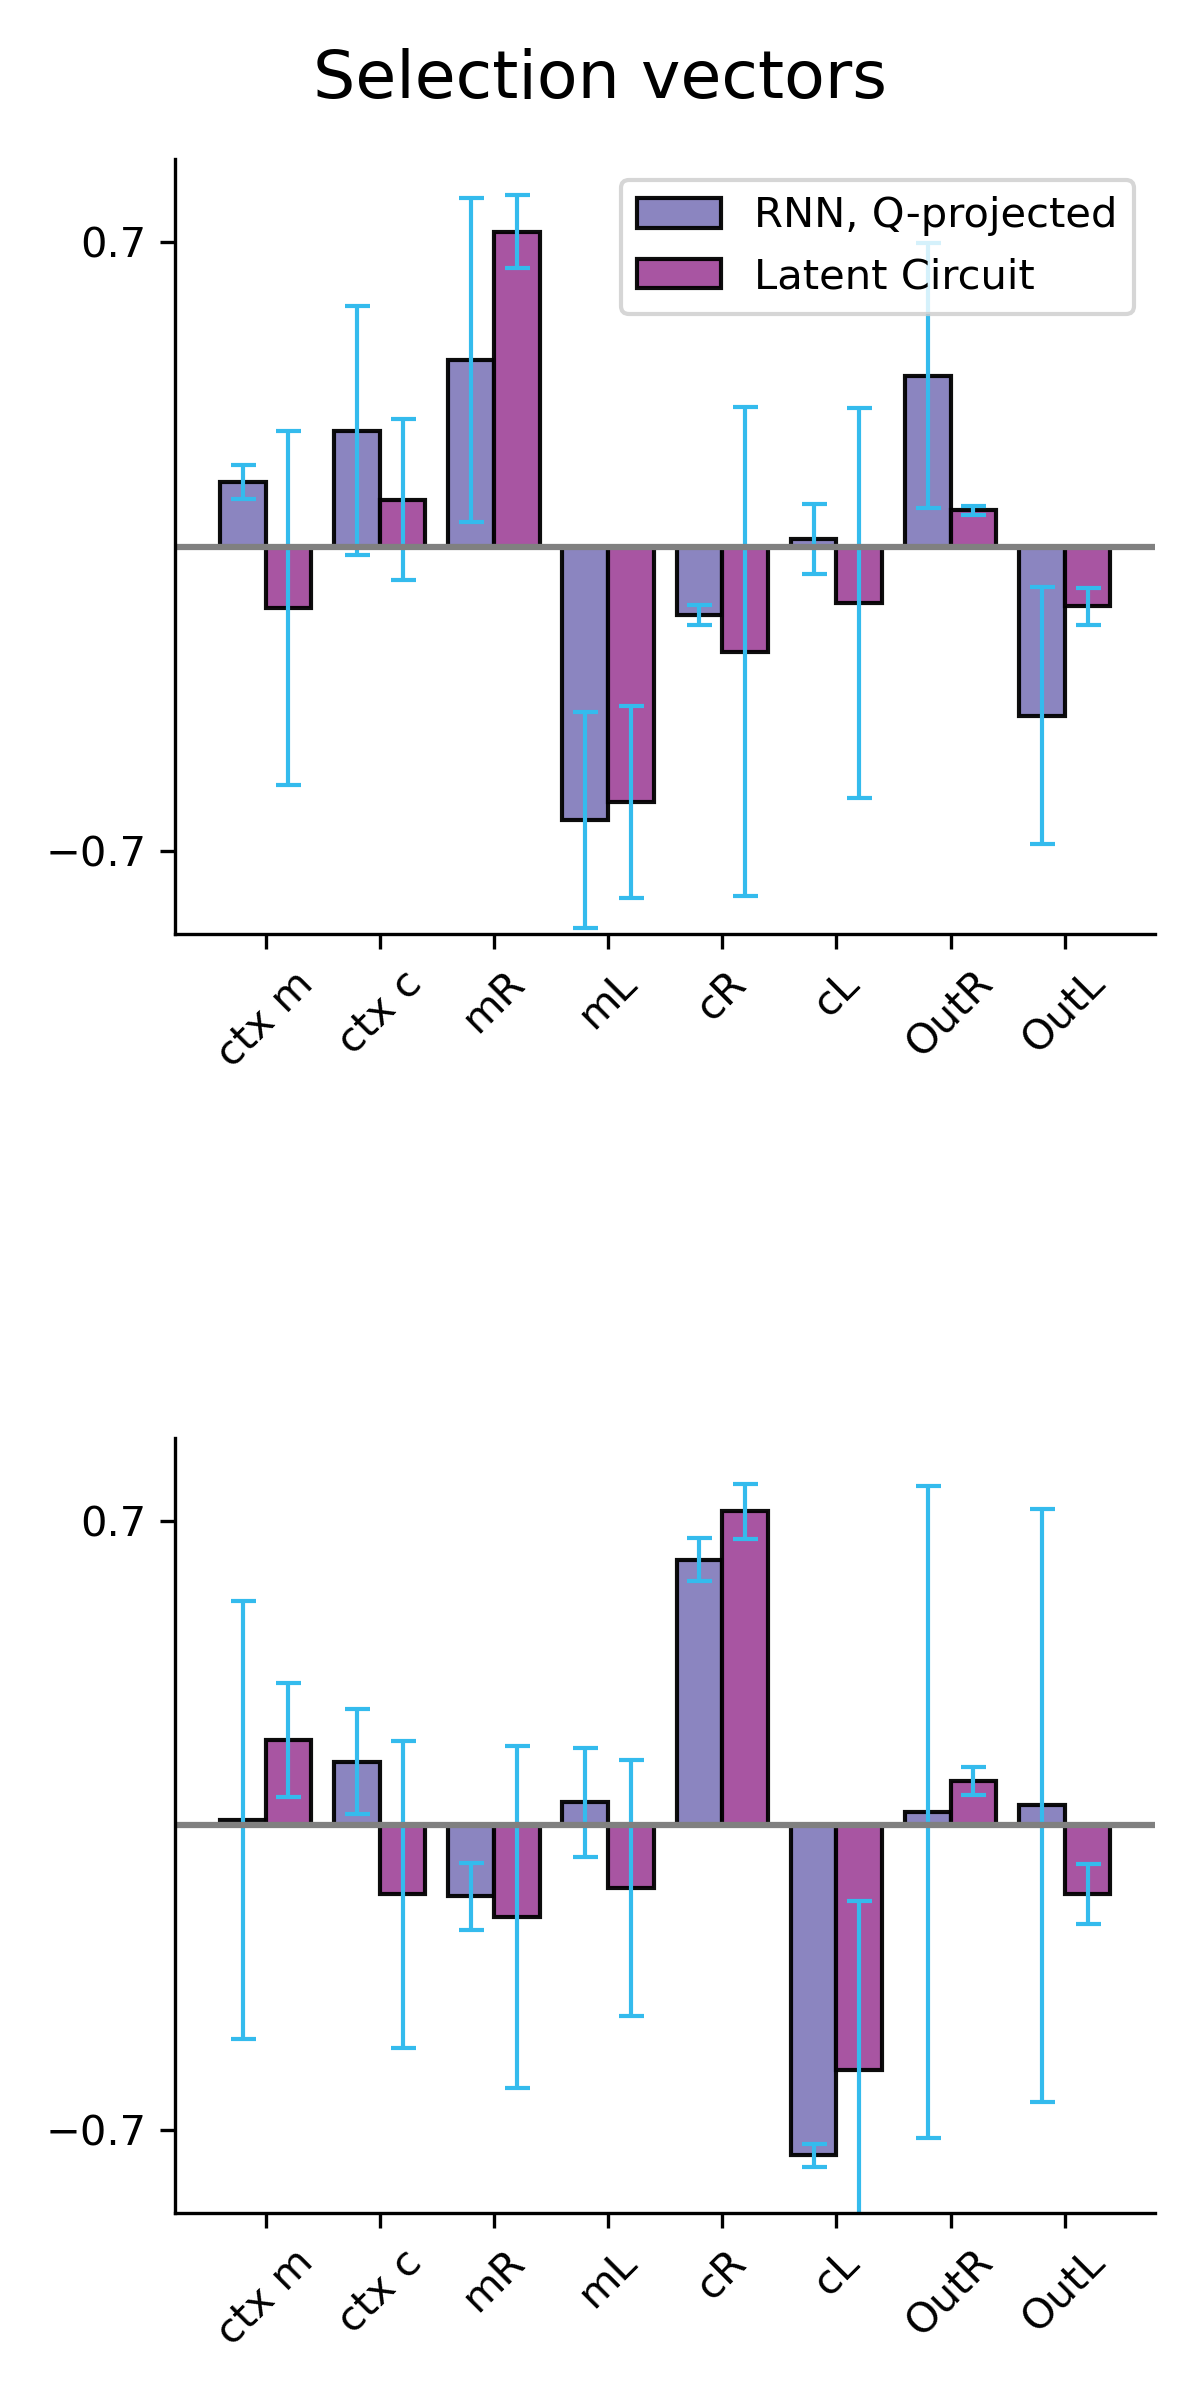 Selection vectors
RNN, Q-projected
Latent Circuit
0.7
−0.7
ctx m
ctx c
mR
mL
cR
cL
OutR
OutL
0.7
−0.7
ctx m
ctx c
mR
mL
cR
cL
OutR
OutL